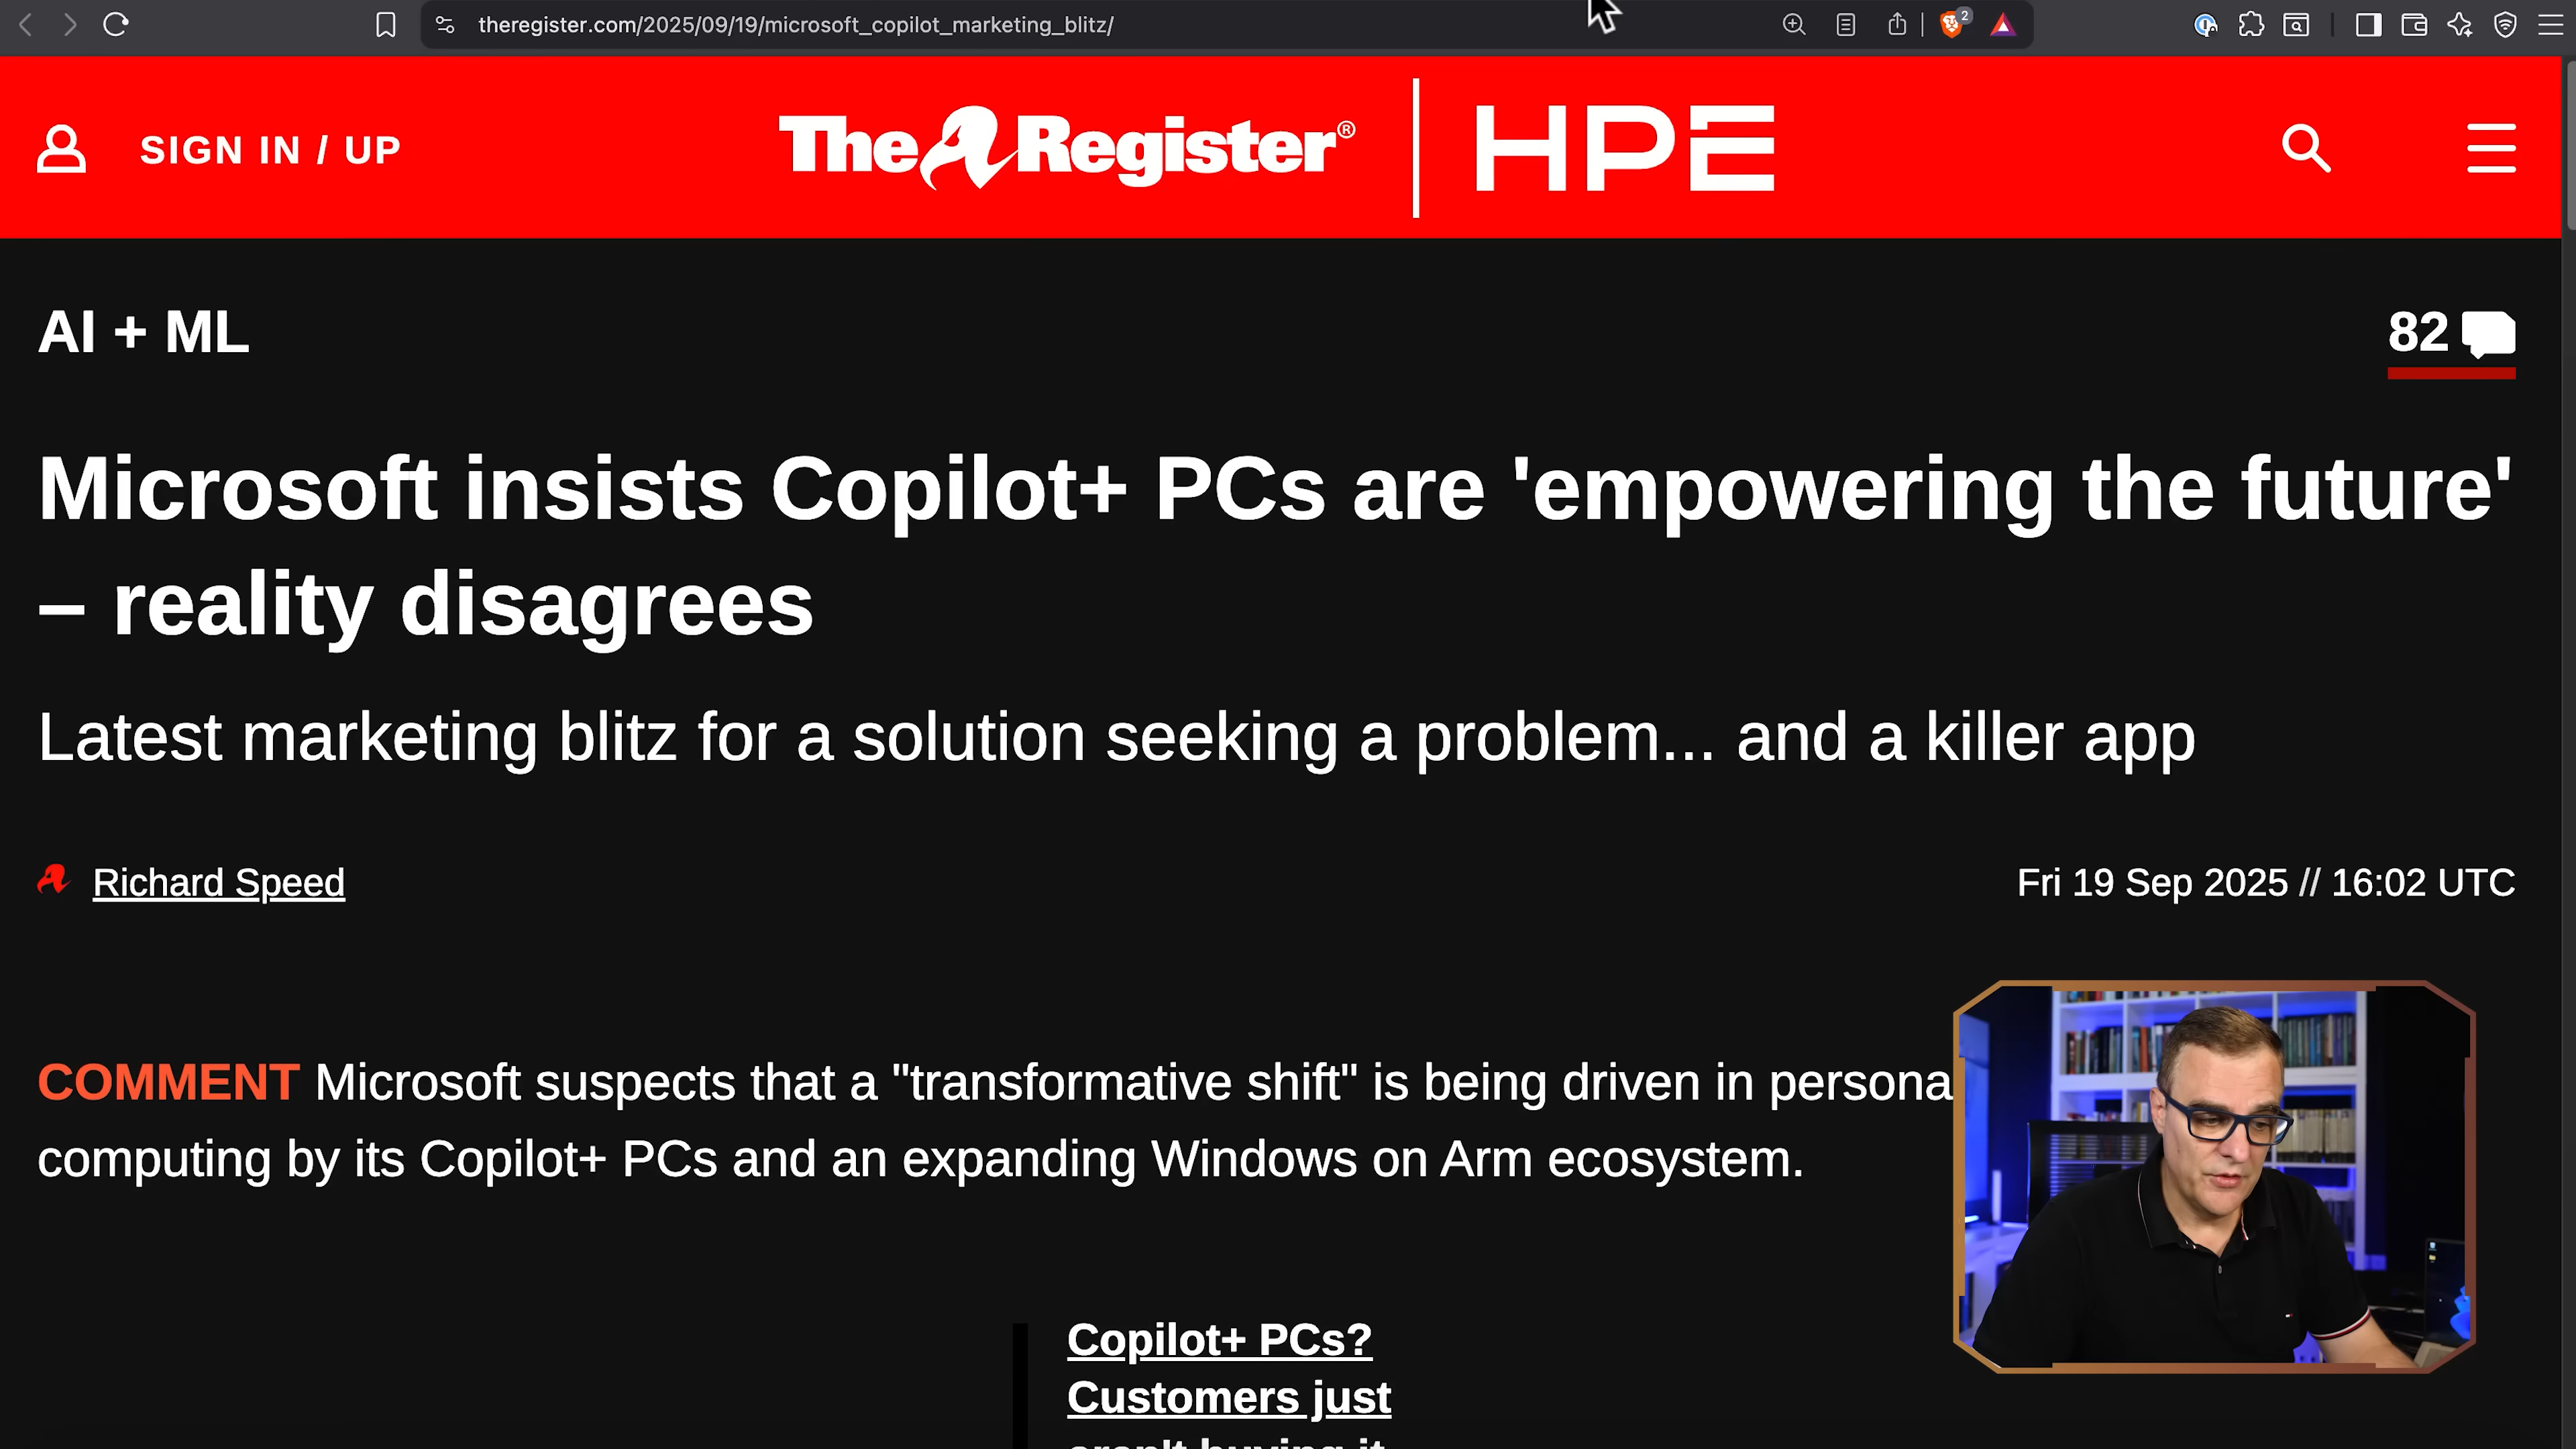 theregister.com/2025/09/19/microsoft_copilot_marketing_blitz/
2
SIGN IN / UP
The Register®
HPE
AI + ML
82
Microsoft insists Copilot+ PCs are 'empowering the future'
– reality disagrees
Latest marketing blitz for a solution seeking a problem... and a killer app
Richard Speed
Fri 19 Sep 2025 // 16:02 UTC
COMMENT Microsoft suspects that a "transformative shift" is being driven in persona
computing by its Copilot+ PCs and an expanding Windows on Arm ecosystem.
Copilot+ PCs?
Customers just
aren't buying it